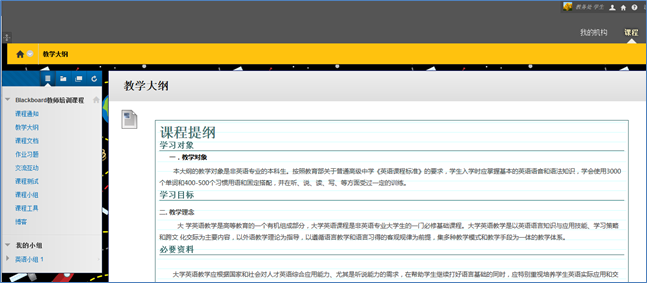 教务处 学生
我的机构
课程
教学大纲
Blackboard教师培训课程
课程通知
教学大纲
课程文档
作业习题
交流互动
课程测试
课程小组
课程工具
博客
我的小组
英语小组 1
教学大纲
课程提纲
学习对象
一 . 教学对象
本大纲的教学对象是非英语专业的本科生。按照教育部关于普通高级中学《英语课程标准》的要求，学生入学时应掌握基本的英语语音和语法知识，学会使用3000
个单词和400-500个习惯用语和固定搭配，并在听、说、读、写、等方面受过一定的训练。
学习目标
二. 教学理念
大 学英语教学是高等教育的一个有机组成部分，大学英语课程是非英语专业大学生的一门必修基础课程。大学英语教学是以英语语言知识与应用技能、学习策略
和跨文 化交际为主要内容，以外语教学理论为指导，以遵循语言教学和语言习得的客观规律为前提，集多种教学模式和教学手段为一体的教学体系。
必要资料
大学英语教学应根据国家和社会对人才英语综合应用能力、尤其是听说能力的需求，在帮助学生继续打好语言基础的同时，应特别重视培养学生英语实际应用和交